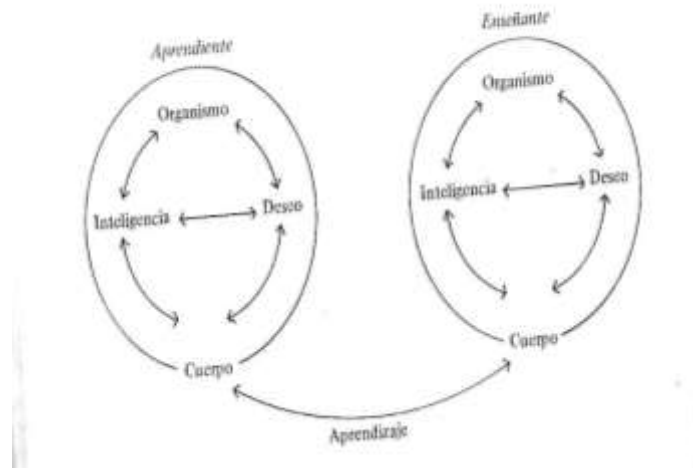 Aprendiente
Organismo
Inteligencia
Deseo
Cuerpo
Enseñante
Organismo
Inteligencia
Deseo
Cuerpo
Aprendizaje